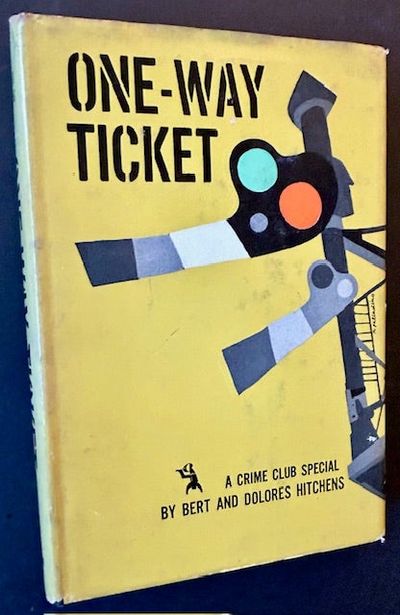 ONE-WAY
TICKET
A CRIME CLUB SPECIAL
BY BERT AND DOLORES HITCHENS